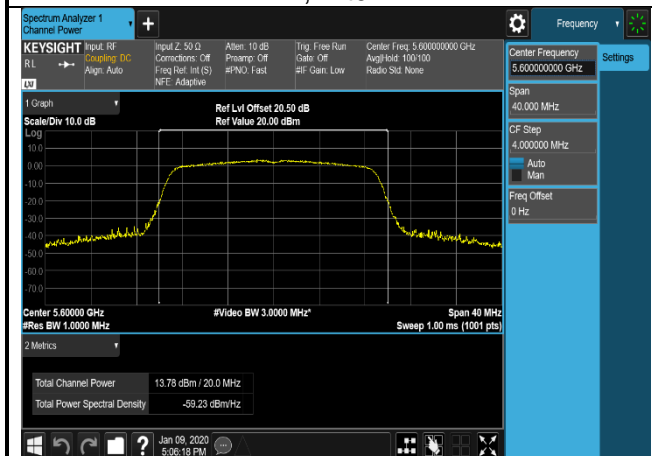 Spectrum Analyzer 1
Channel Power
+
Frequency
KEYSIGHT
RL
LXI
Input: RF
Coupling: DC
Align: Auto
Input Z: 50 Ω
Corrections: Off
Freq Ref: Int (S)
NFE: Adaptive
Atten: 10 dB
Preamp: Off
#PNO: Fast
Trig: Free Run
Gate: Off
#IF Gain: Low
Center Freq: 5.600000000 GHz
Avg|Hold: 100/100
Radio Std: None
Center Frequency
5.600000000 GHz
Settings
Span
40.000 MHz
CF Step
4.000000 MHz
Auto
Man
Freq Offset
0 Hz
1 Graph
Scale/Div 10.0 dB
Ref Lvl Offset 20.50 dB
Ref Value 20.00 dBm
Log
10.0
0.00
-10.0
-20.0
-30.0
-40.0
-50.0
-60.0
-70.0
Center 5.60000 GHz
#Res BW 1.0000 MHz
#Video BW 3.0000 MHz*
Span 40 MHz
Sweep 1.00 ms (1001 pts)
2 Metrics
Total Channel Power 13.78 dBm / 20.0 MHz
Total Power Spectral Density -59.23 dBm/Hz
?
Jan 09, 2020
5:06:18 PM